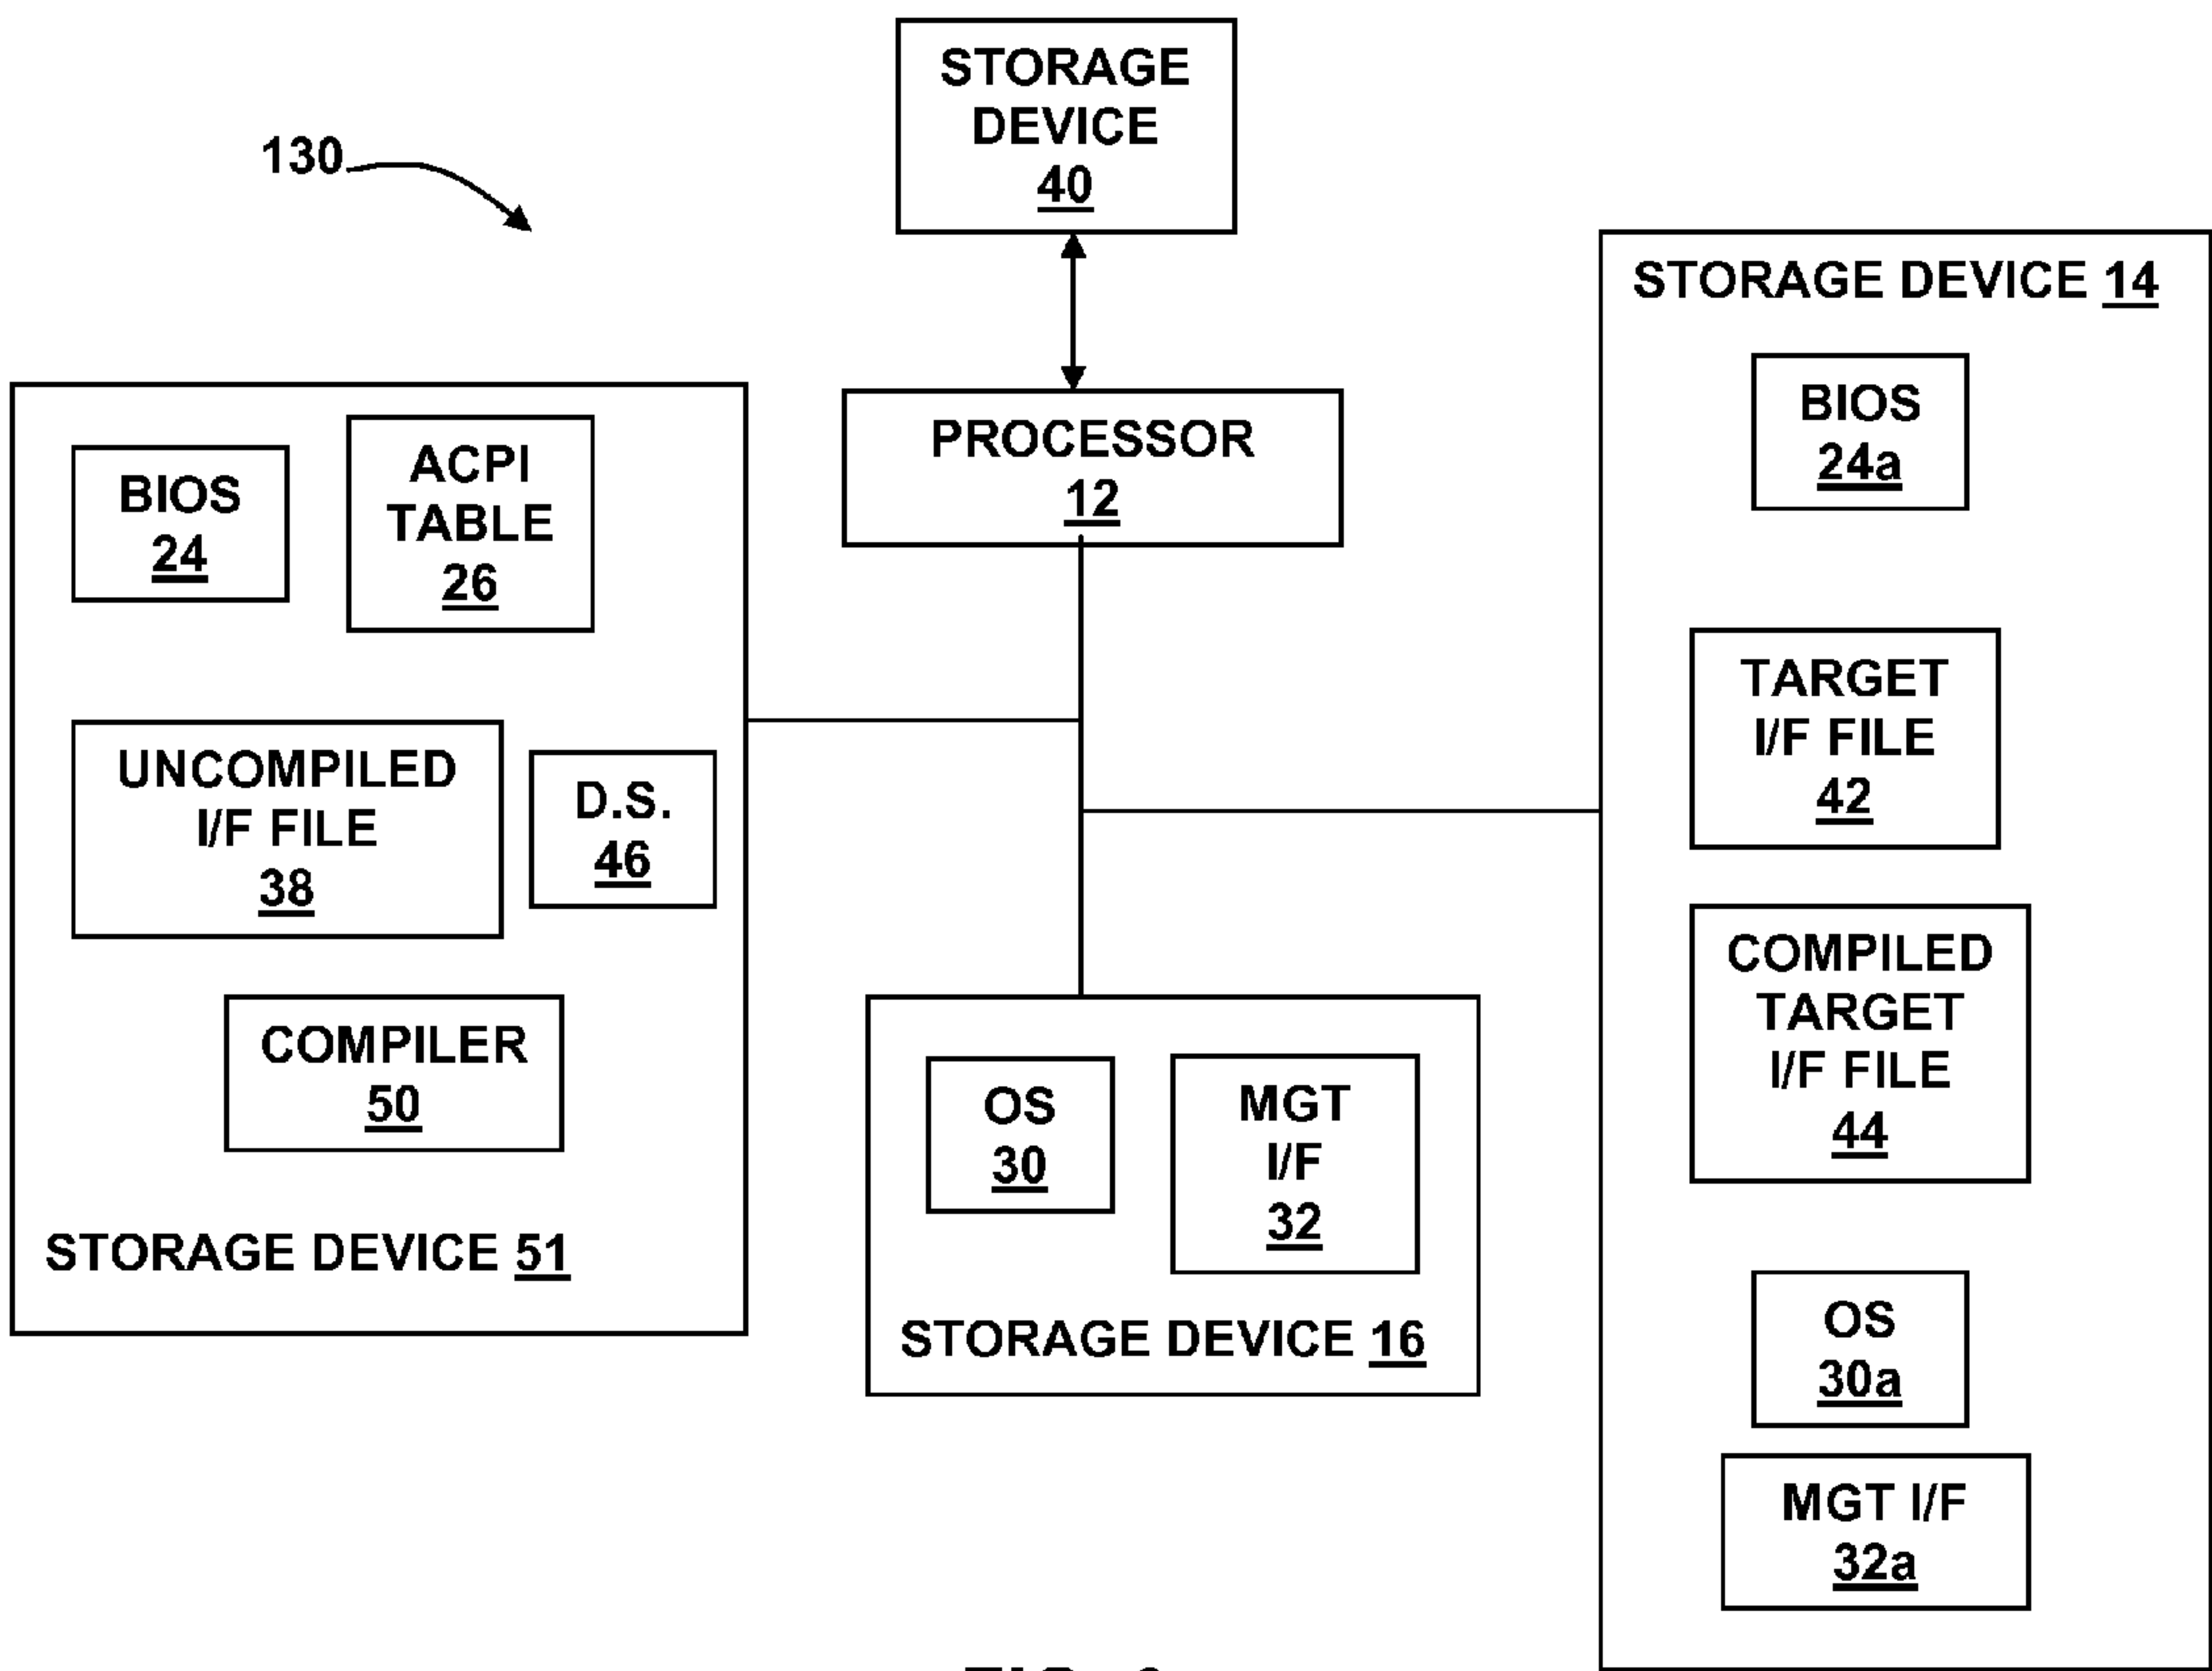 130
STORAGE
DEVICE
40
PROCESSOR
12
BIOS
24
ACPI
TABLE
26
UNCOMPILED
I/F FILE
38
D.S.
46
COMPILER
50
STORAGE DEVICE 51
OS
30
MGT
I/F
32
STORAGE DEVICE 16
STORAGE DEVICE 14
BIOS
24a
TARGET
I/F FILE
42
COMPILED
TARGET
I/F FILE
44
OS
30a
MGT I/F
32a